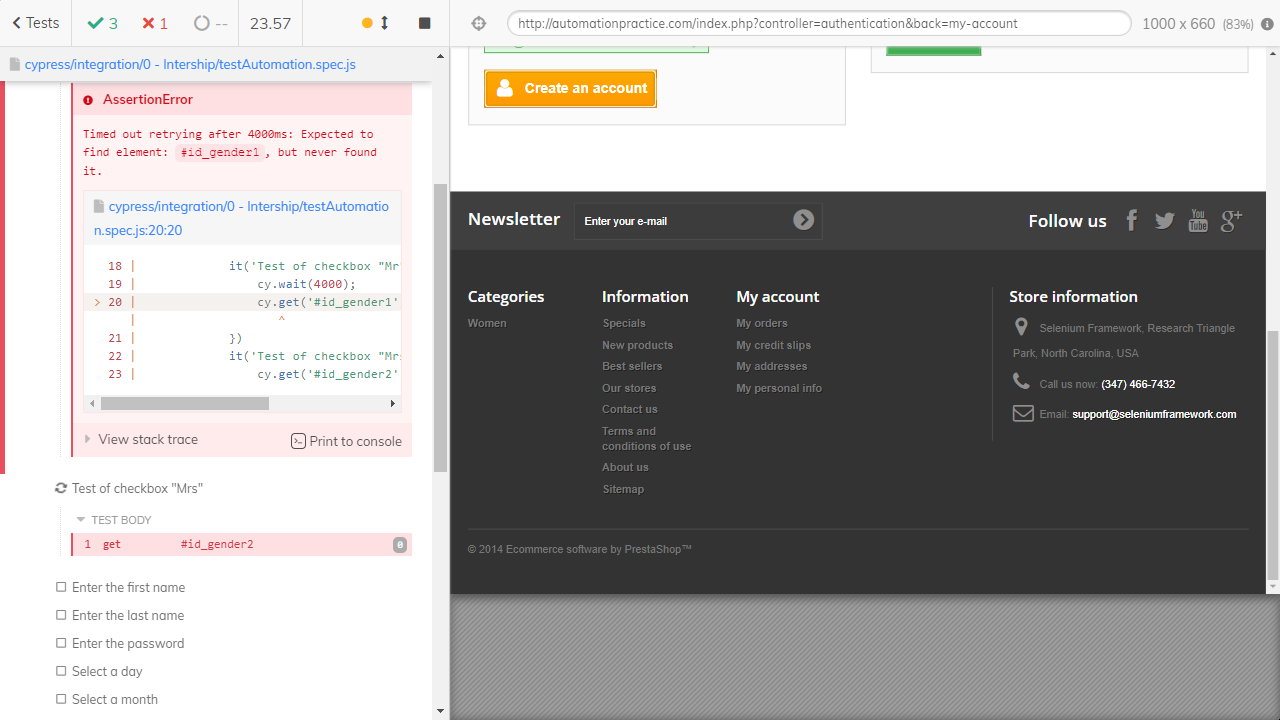 Tests
3
1
--
23.57
http://automationpractice.com/index.php?controller=authentication&back=my-account
1000 x 660 (83%)
cypress/integration/0 - Intership/testAutomation.spec.js
AssertionError
Timed out retrying after 4000ms: Expected to
find element: #id_gender1, but never found
it.
cypress/integration/0 - Intership/testAutomatio
n.spec.js:20:20
18 | it('Test of checkbox "Mr
19 | cy.wait(4000);
> 20 | cy.get('#id_gender1'
| ^
21 | })
22 | it('Test of checkbox "Mr
23 | cy.get('#id_gender2'
View stack trace
Print to console
Test of checkbox "Mrs"
TEST BODY
1 get #id_gender2 0
Enter the first name
Enter the last name
Enter the password
Select a day
Select a month
Create an account
Newsletter
Enter your e-mail
Follow us
You
Tube
Categories
Women
Information
Specials
New products
Best sellers
Our stores
Contact us
Terms and
conditions of use
About us
Sitemap
My account
My orders
My credit slips
My addresses
My personal info
Store information
Selenium Framework, Research Triangle
Park, North Carolina, USA
Call us now: (347) 466-7432
Email: support@seleniumframework.com
© 2014 Ecommerce software by PrestaShop™